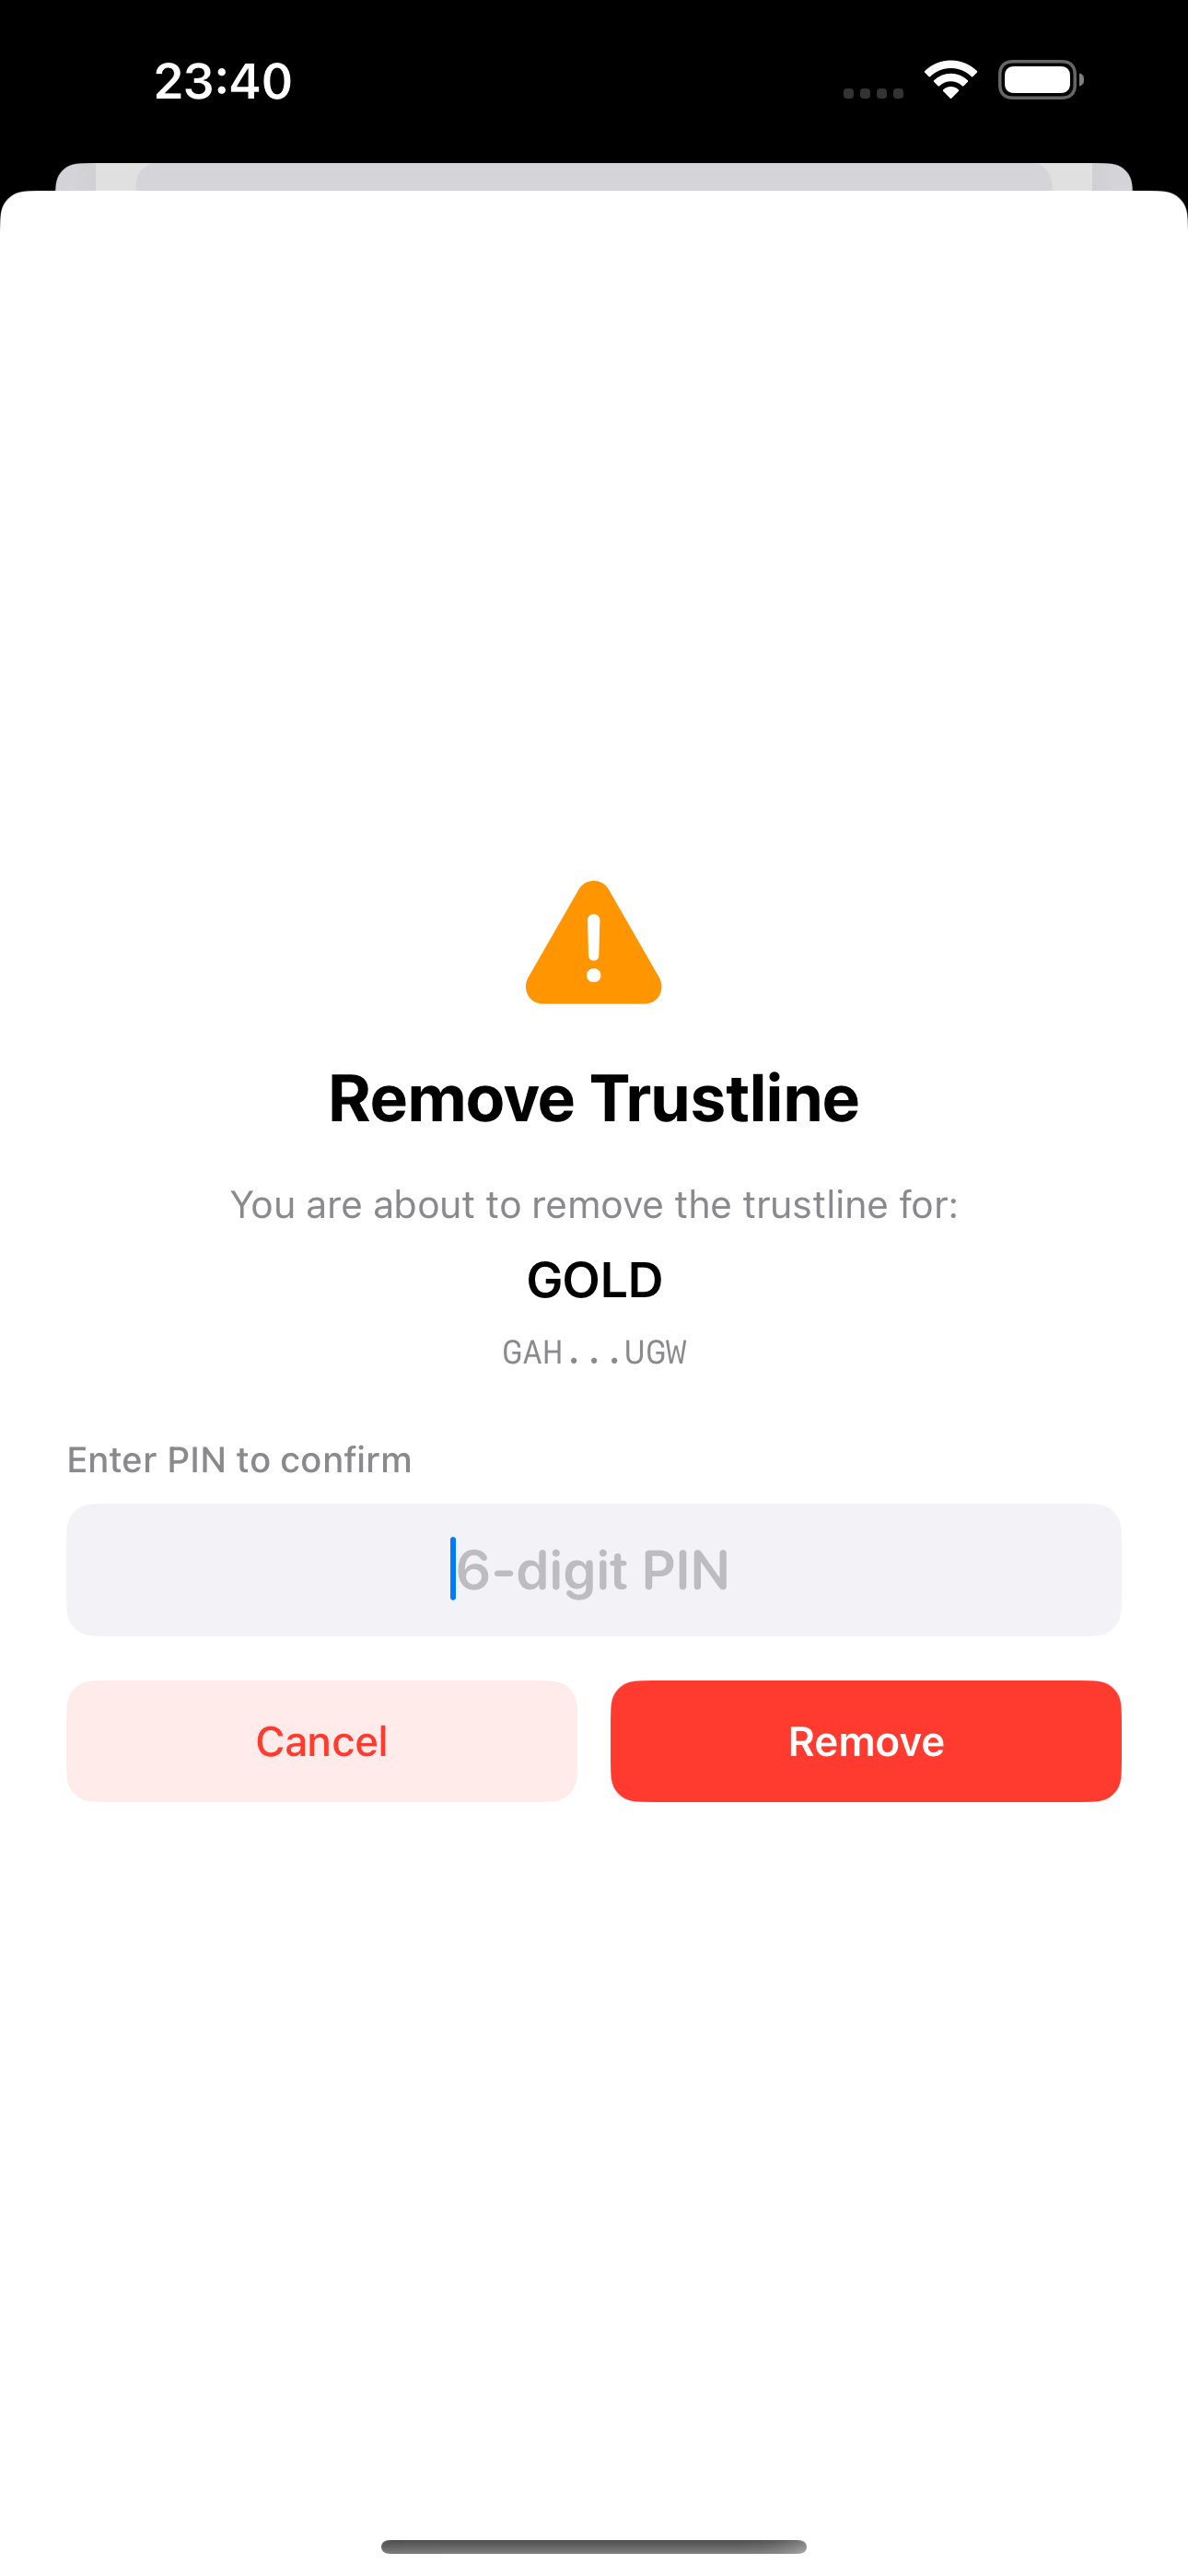 23:40
Remove Trustline
You are about to remove the trustline for:
GOLD
GAH...UGW
Enter PIN to confirm
6-digit PIN
Cancel
Remove